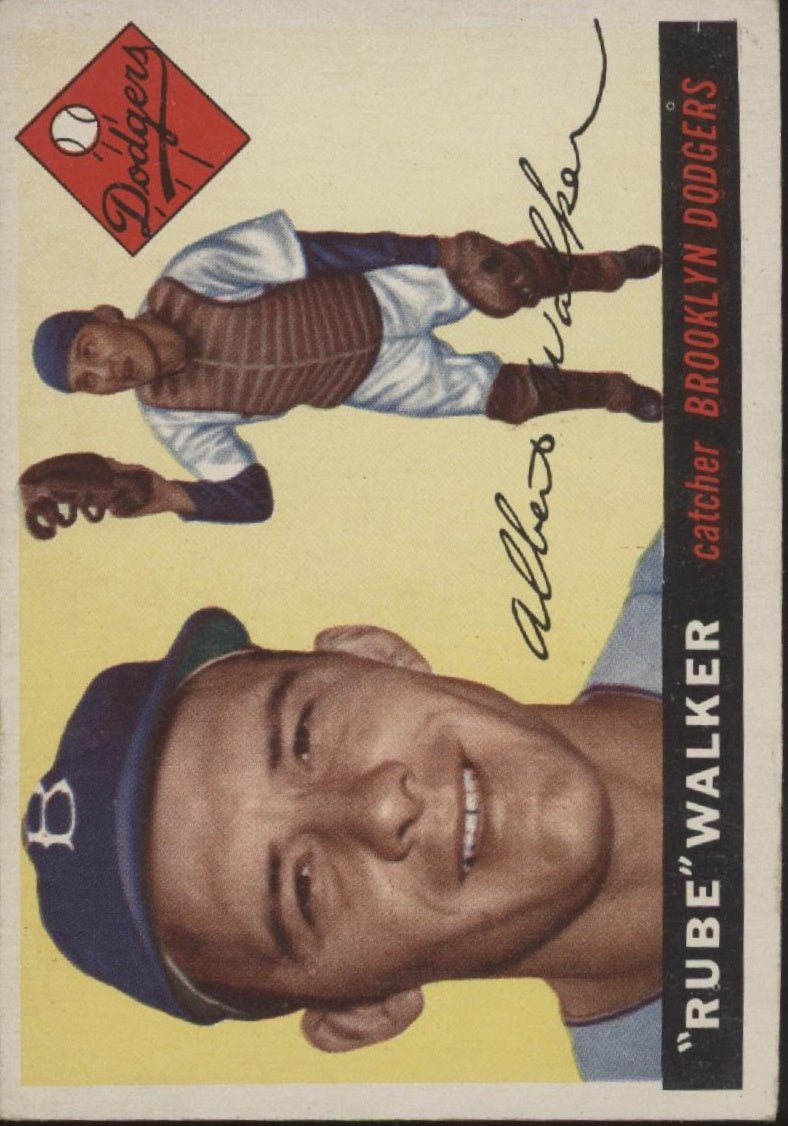 Dodgers
B
Albert Walker
"RUBE" WALKER catcher BROOKLYN DODGERS